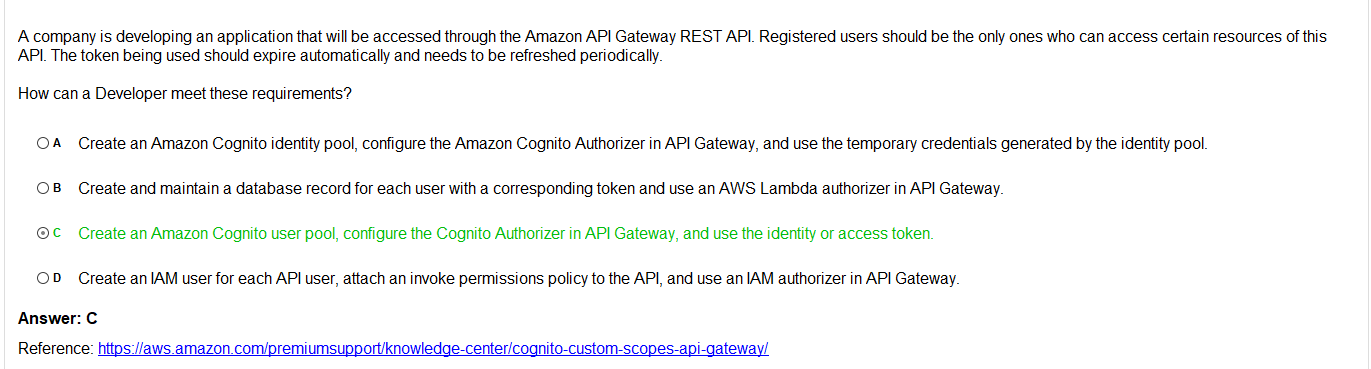 A company is developing an application that will be accessed through the Amazon API Gateway REST API. Registered users should be the only ones who can access certain resources of this
API. The token being used should expire automatically and needs to be refreshed periodically.
How can a Developer meet these requirements?
A Create an Amazon Cognito identity pool, configure the Amazon Cognito Authorizer in API Gateway, and use the temporary credentials generated by the identity pool.
B Create and maintain a database record for each user with a corresponding token and use an AWS Lambda authorizer in API Gateway.
C Create an Amazon Cognito user pool, configure the Cognito Authorizer in API Gateway, and use the identity or access token.
D Create an IAM user for each API user, attach an invoke permissions policy to the API, and use an IAM authorizer in API Gateway.
Answer: C
Reference: https://aws.amazon.com/premiumsupport/knowledge-center/cognito-custom-scopes-api-gateway/